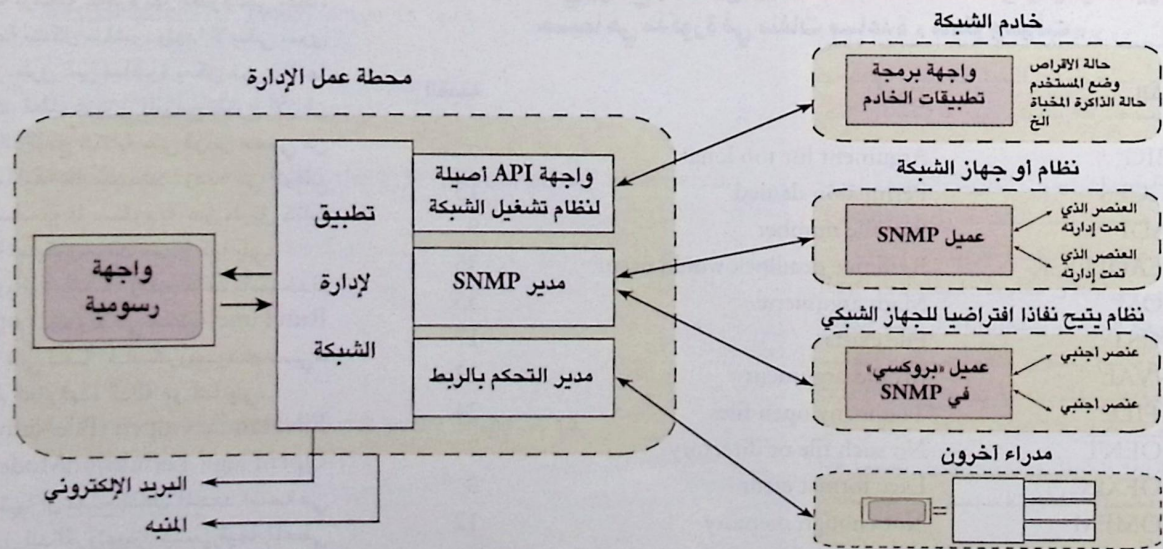 خادم الشبكة
واجهة برمجة
تطبيقات الخادم
حالة الاقراص
وضع المستخدم
حالة الذاكرة المخباة
الخ
محطة عمل الإدارة
واجهة API أصيلة
لنظام تشغيل الشبكة
تطبيق
لإدارة
الشبكة
مدير SNMP
مدير التحكم بالربط
واجهة
رسومية
نظام أو جهاز الشبكة
عميل SNMP
العنصر الذي
تمت إدارته
العنصر الذي
تمت إدارته
نظام يتيح نفاذا افتراضيا للجهاز الشبكي
عميل «بروكسي»
في SNMP
عنصر اجنبي
عنصر اجنبي
مدراء آخرون
البريد الإلكتروني
المنبه